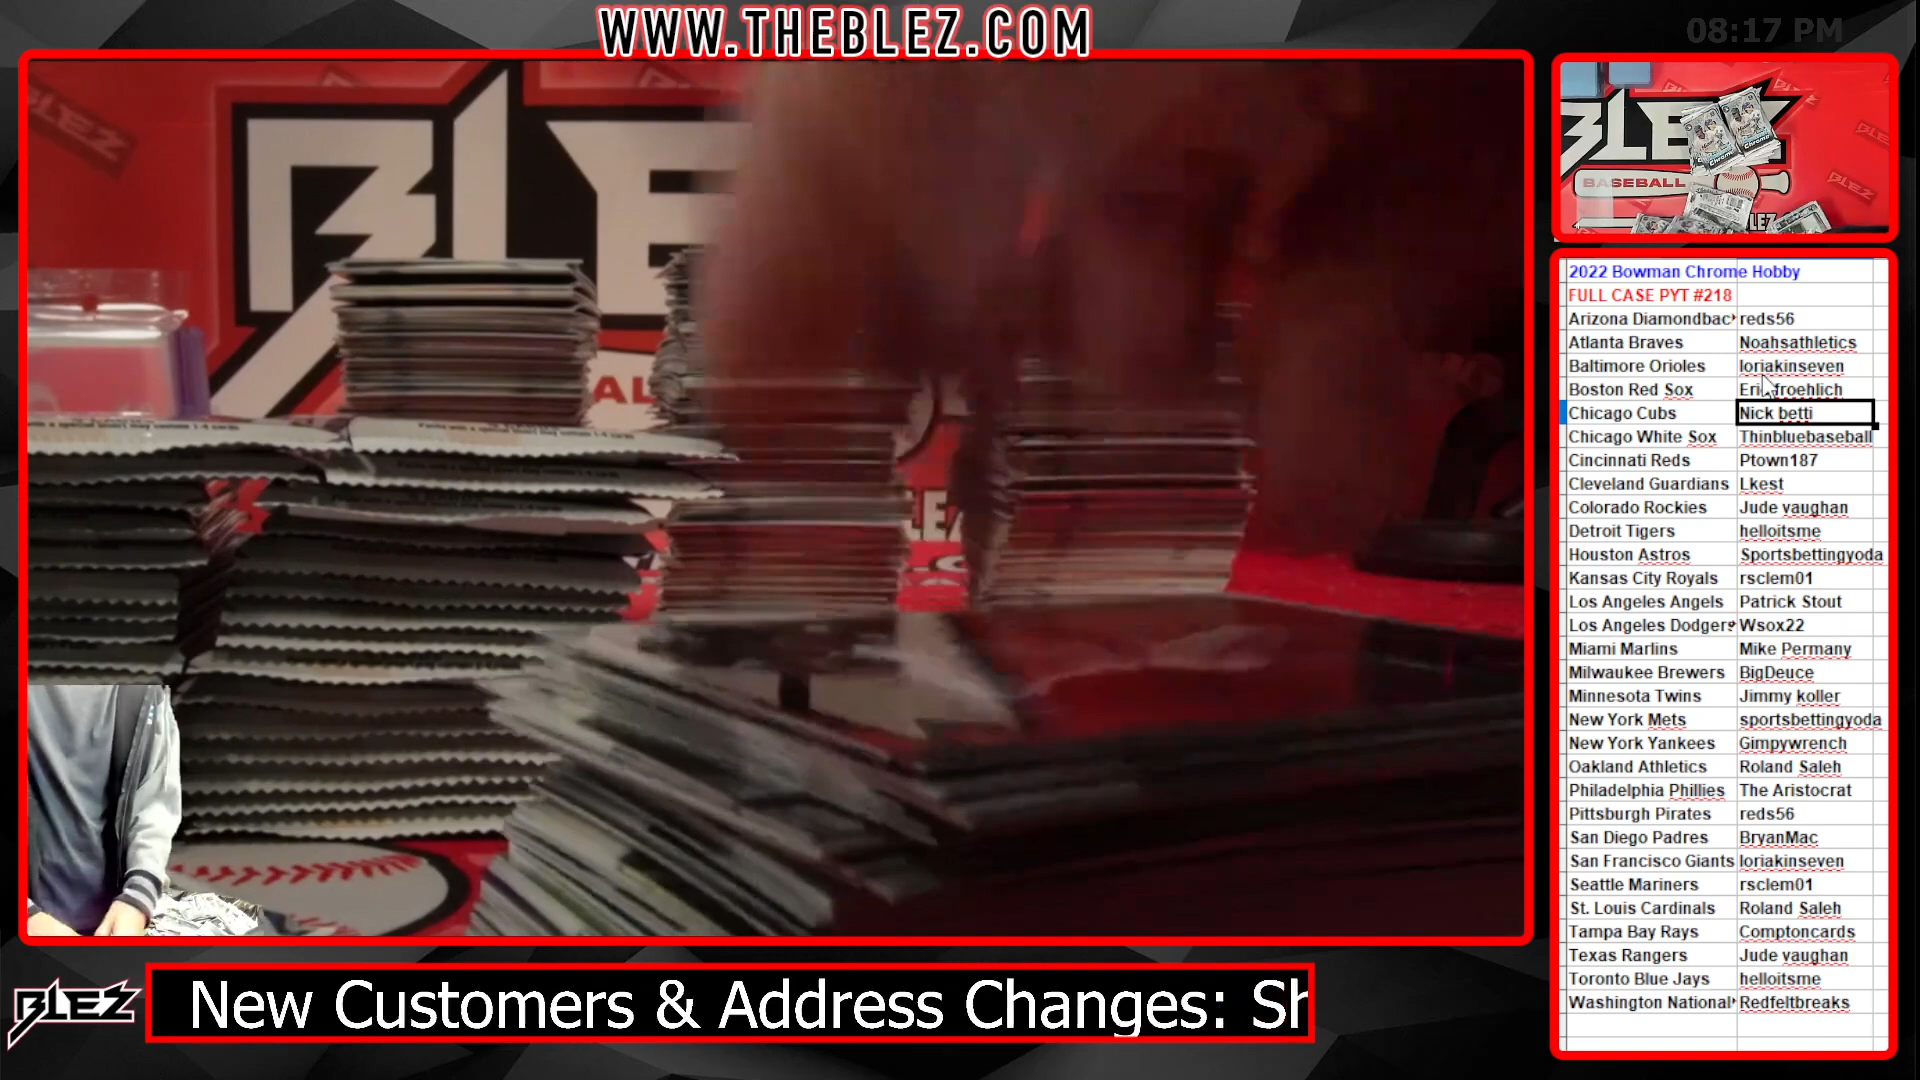 WWW.THEBLEZ.COM
08:17 PM
BLEZ
BLEZ
BASEBALL
BLEZ
2022 Bowman Chrome Hobby
FULL CASE PYT #218
Arizona Diamondbac reds56
Atlanta Braves Noahsathletics
Baltimore Orioles loriakinseven
Boston Red Sox Eri froehlich
Chicago Cubs Nick betti
Chicago White Sox Thinbluebaseball
Cincinnati Reds Ptown187
Cleveland Guardians Lkest
Colorado Rockies Jude vaughan
Detroit Tigers helloitsme
Houston Astros Sportsbettingyoda
Kansas City Royals rsclem01
Los Angeles Angels Patrick Stout
Los Angeles Dodgers Wsox22
Miami Marlins Mike Permany
Milwaukee Brewers BigDeuce
Minnesota Twins Jimmy koller
New York Mets sportsbettingyoda
New York Yankees Gimpywrench
Oakland Athletics Roland Saleh
Philadelphia Phillies The Aristocrat
Pittsburgh Pirates reds56
San Diego Padres BryanMac
San Francisco Giants loriakinseven
Seattle Mariners rsclem01
St. Louis Cardinals Roland Saleh
Tampa Bay Rays Comptoncards
Texas Rangers Jude vaughan
Toronto Blue Jays helloitsme
Washington National Redfeltbreaks
BLEZ
New Customers & Address Changes: Sh